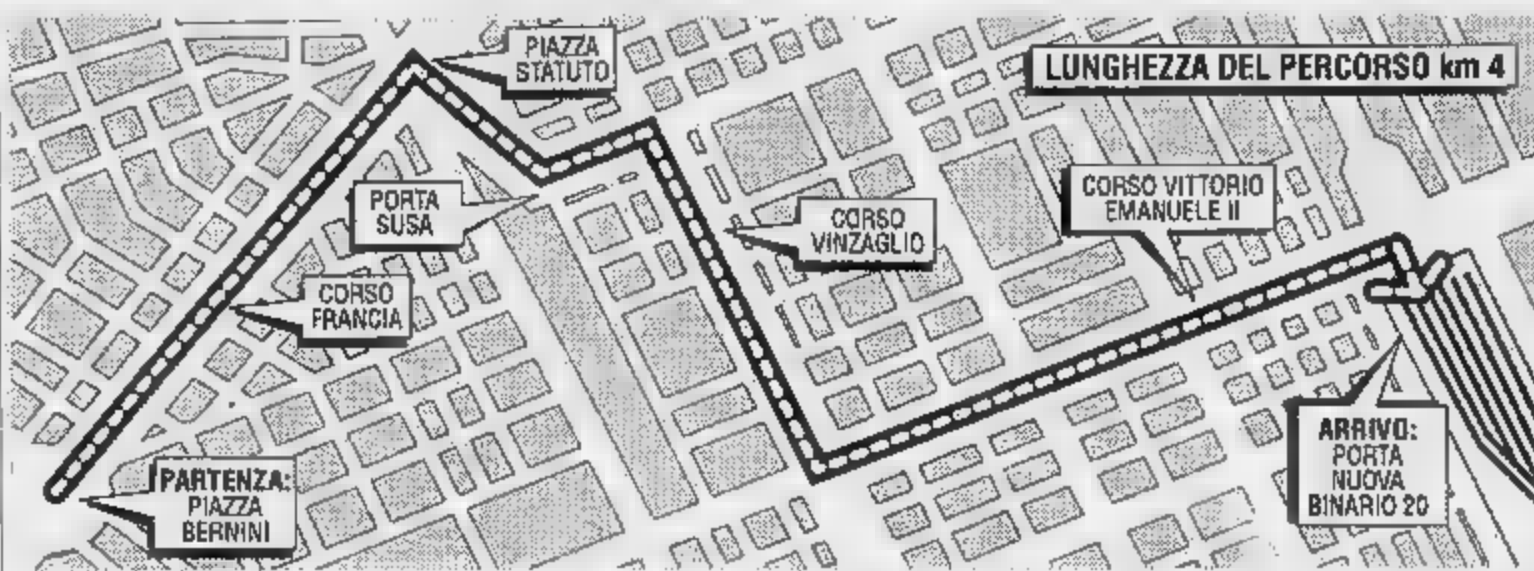 PIAZZA
STATUTO
LUNGHEZZA DEL PERCORSO km 4
PORTA
SUSA
CORSO
VINZAGLIO
CORSO VITTORIO
EMANUELE II
CORSO
FRANCIA
PARTENZA:
PIAZZA
BERNINI
ARRIVO:
PORTA
NUOVA
BINARIO 20